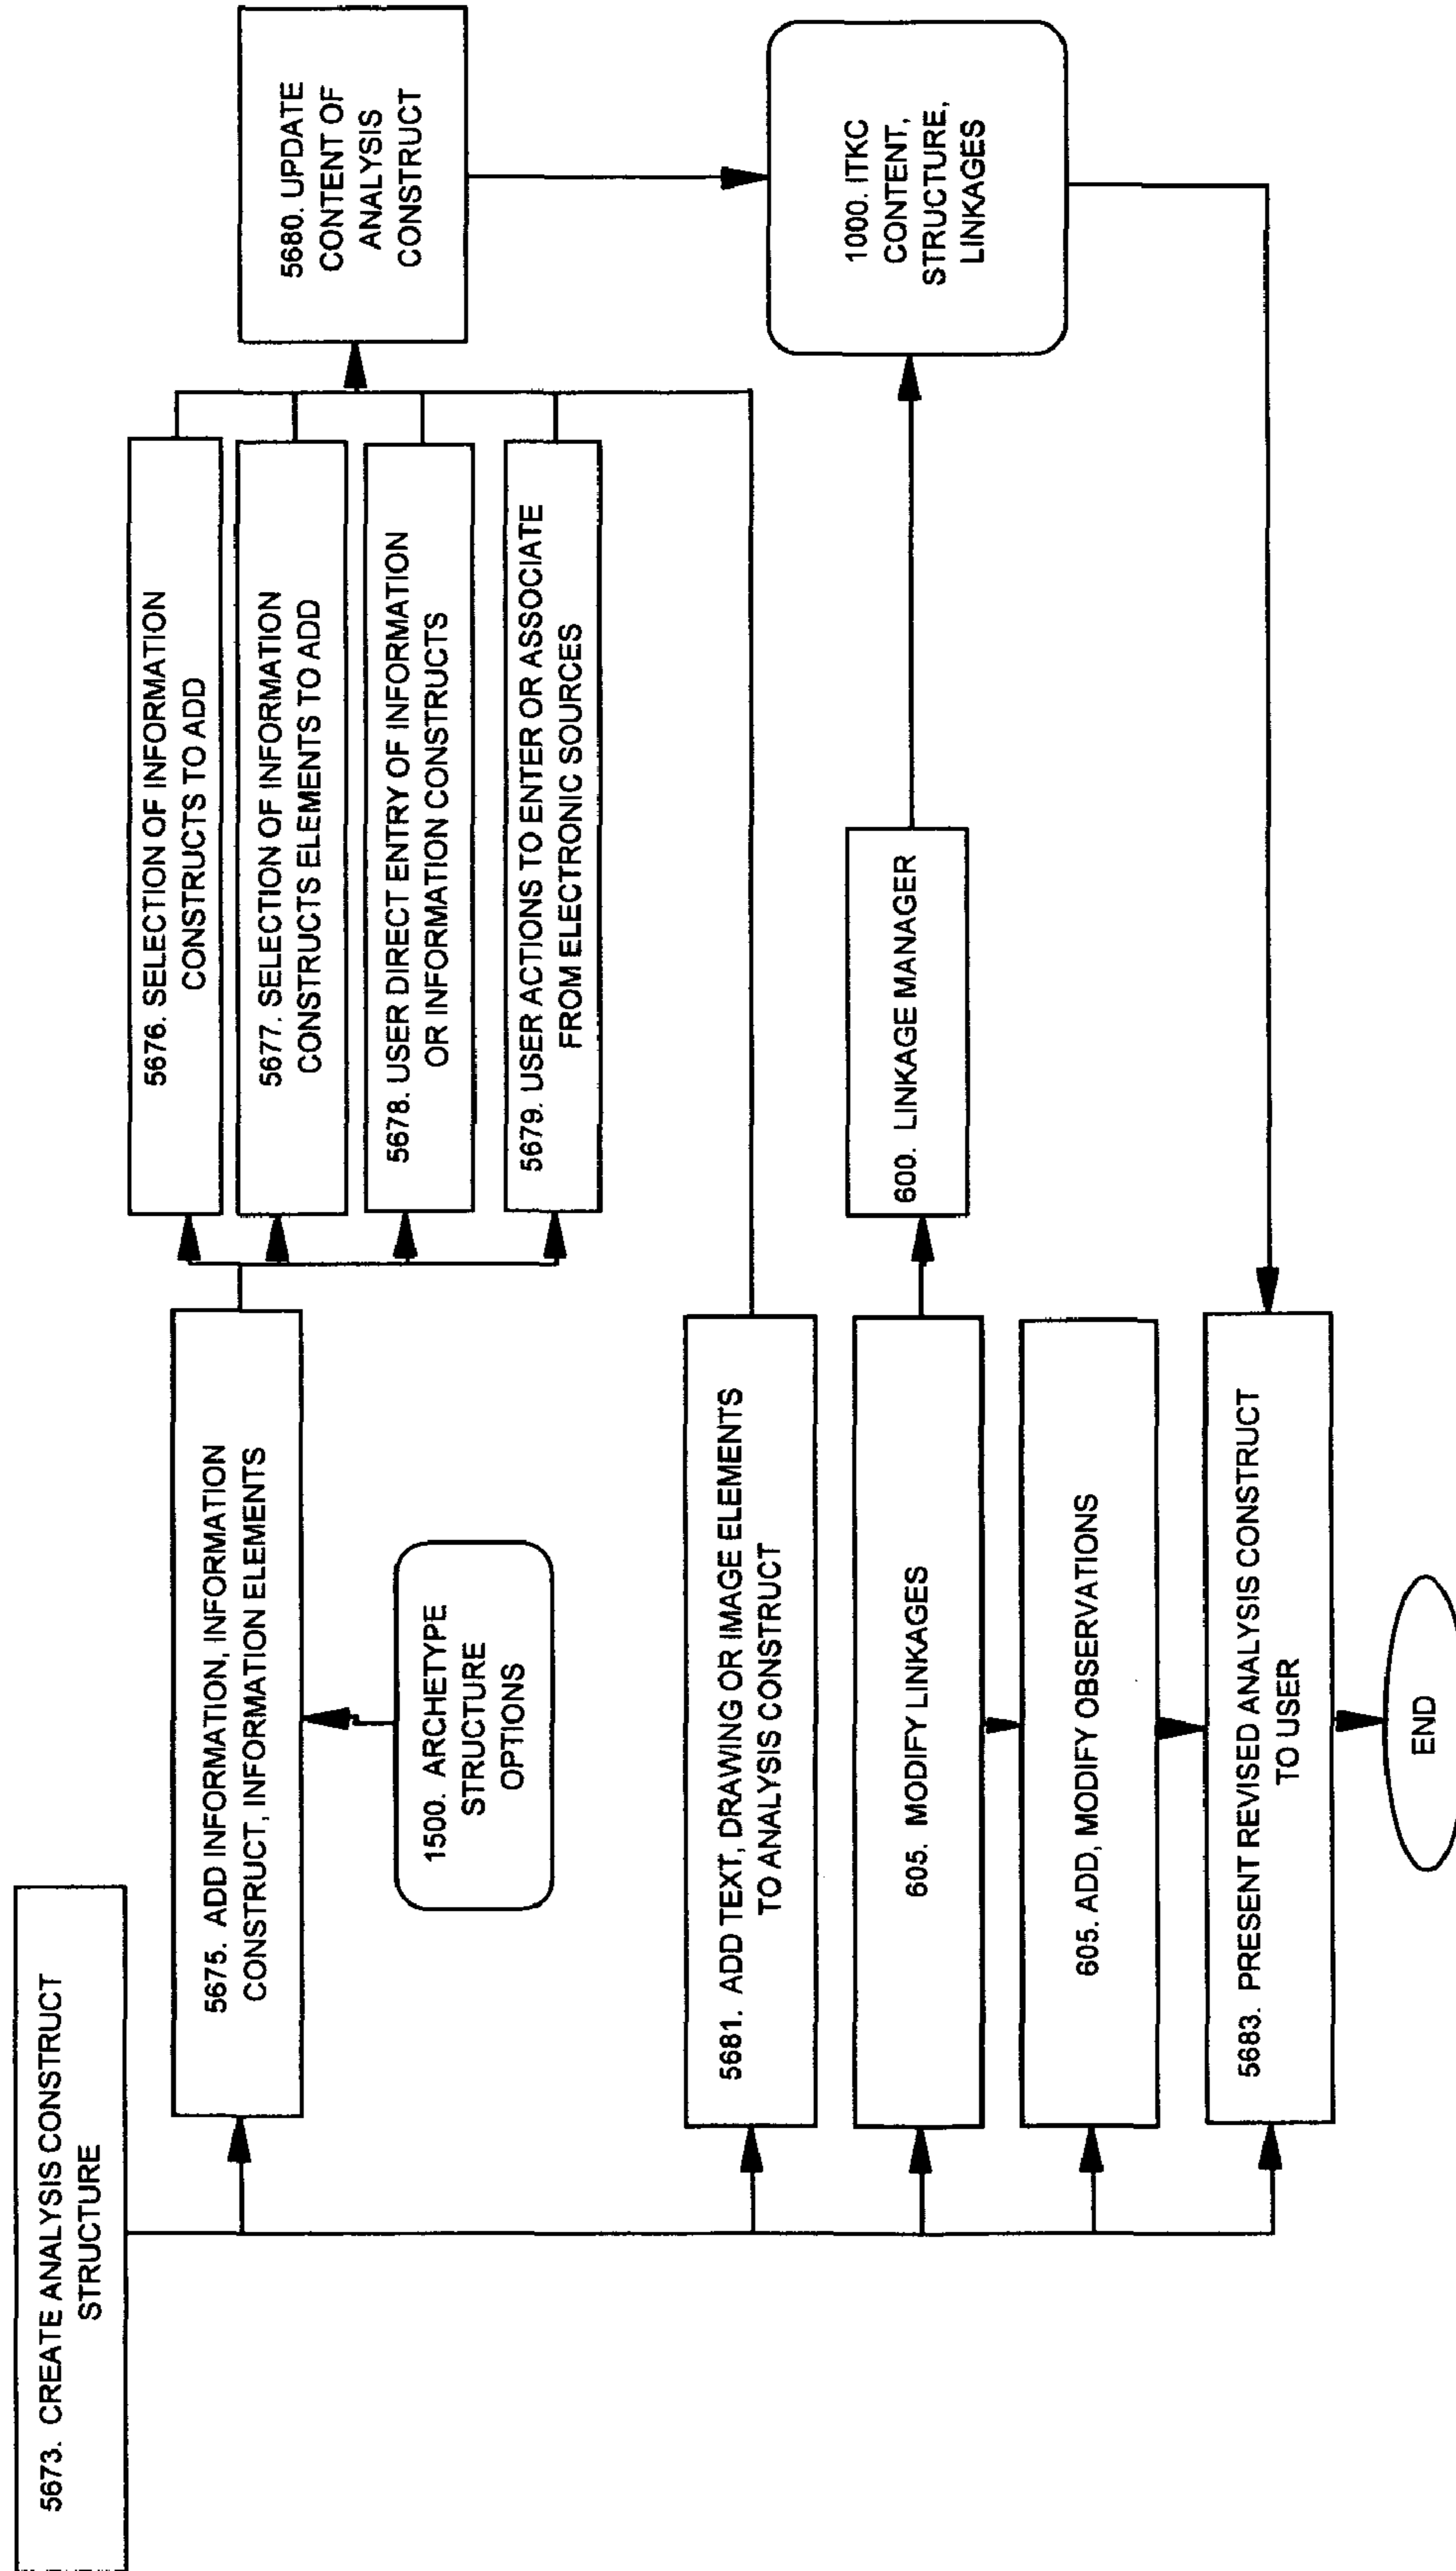 5673. CREATE ANALYSIS CONSTRUCT
STRUCTURE
5675. ADD INFORMATION, INFORMATION
CONSTRUCT, INFORMATION ELEMENTS
1500. ARCHETYPE
STRUCTURE
OPTIONS
5676. SELECTION OF INFORMATION
CONSTRUCTS TO ADD
5677. SELECTION OF INFORMATION
CONSTRUCTS ELEMENTS TO ADD
5678. USER DIRECT ENTRY OF INFORMATION
OR INFORMATION CONSTRUCTS
5679. USER ACTIONS TO ENTER OR ASSOCIATE
FROM ELECTRONIC SOURCES
5680. UPDATE
CONTENT OF
ANALYSIS
CONSTRUCT
5681. ADD TEXT, DRAWING OR IMAGE ELEMENTS
TO ANALYSIS CONSTRUCT
605. MODIFY LINKAGES
600. LINKAGE MANAGER
1000. ITKC
CONTENT,
STRUCTURE,
LINKAGES
605. ADD, MODIFY OBSERVATIONS
5683. PRESENT REVISED ANALYSIS CONSTRUCT
TO USER
END